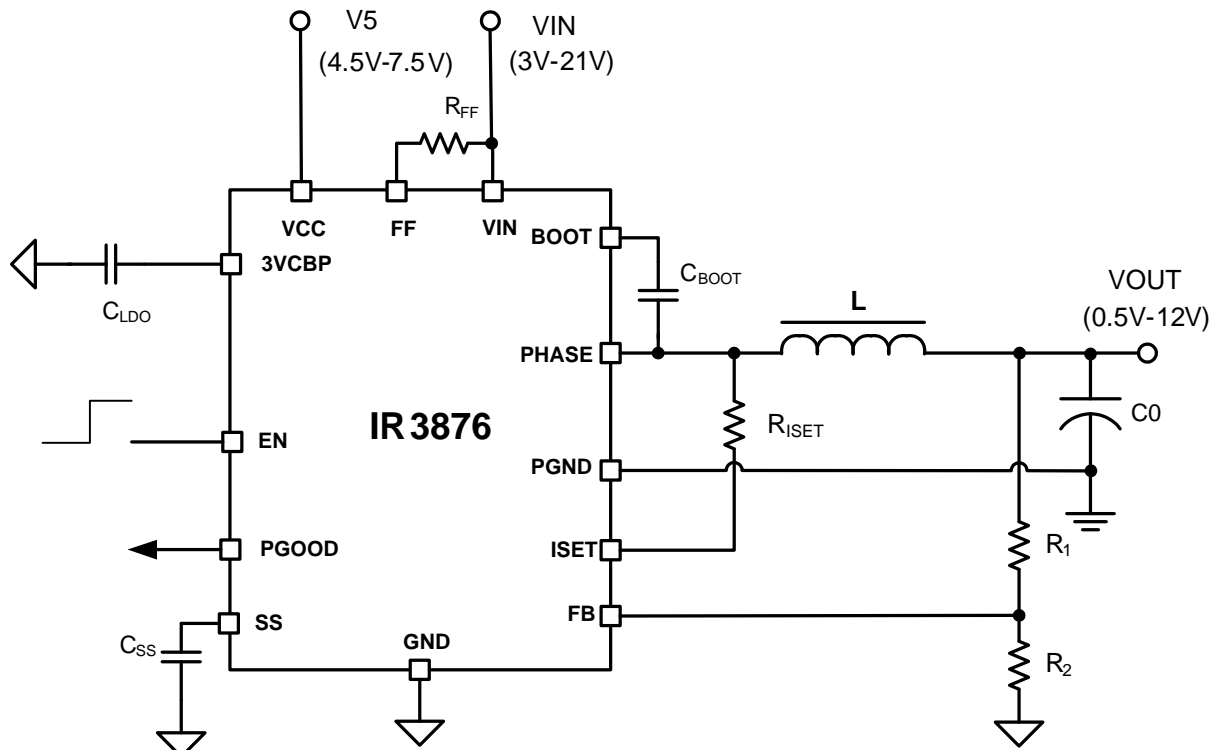 V5
(4.5V-7.5V)
VIN
(3V-21V)
RFF
VCC
FF
VIN
BOOT
3VCBP
CLDO
CBOOT
L
VOUT
(0.5V-12V)
PHASE
IR3876
RISET
C0
EN
PGND
PGOOD
ISET
R1
SS
FB
CSS
GND
R2